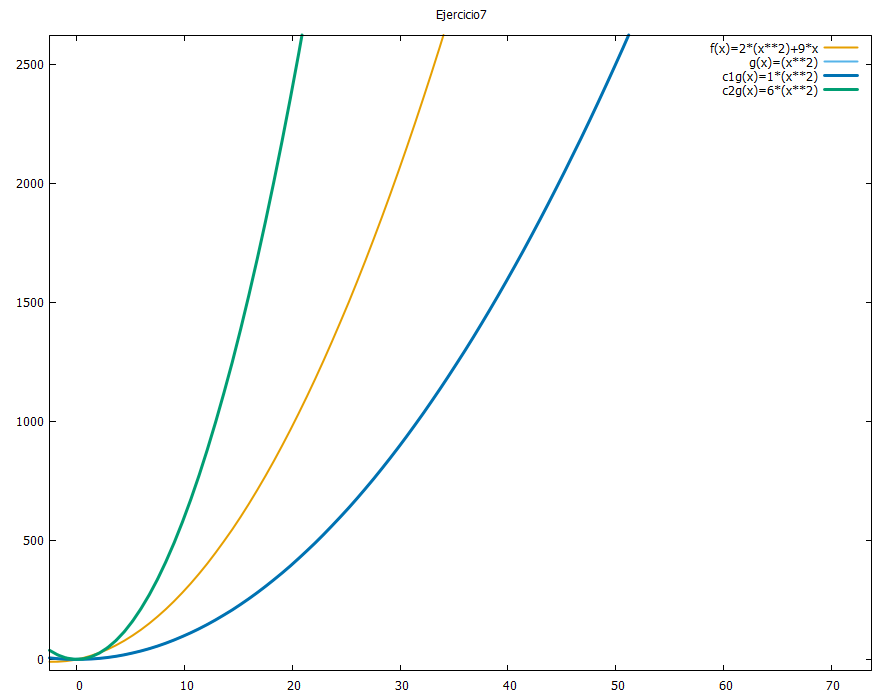 Ejercicio7
f(x)=2*(x**2)+9*x
g(x)=(x**2)
c1g(x)=1*(x**2)
c2g(x)=6*(x**2)
2500
2000
1500
1000
500
0
0 10 20 30 40 50 60 70